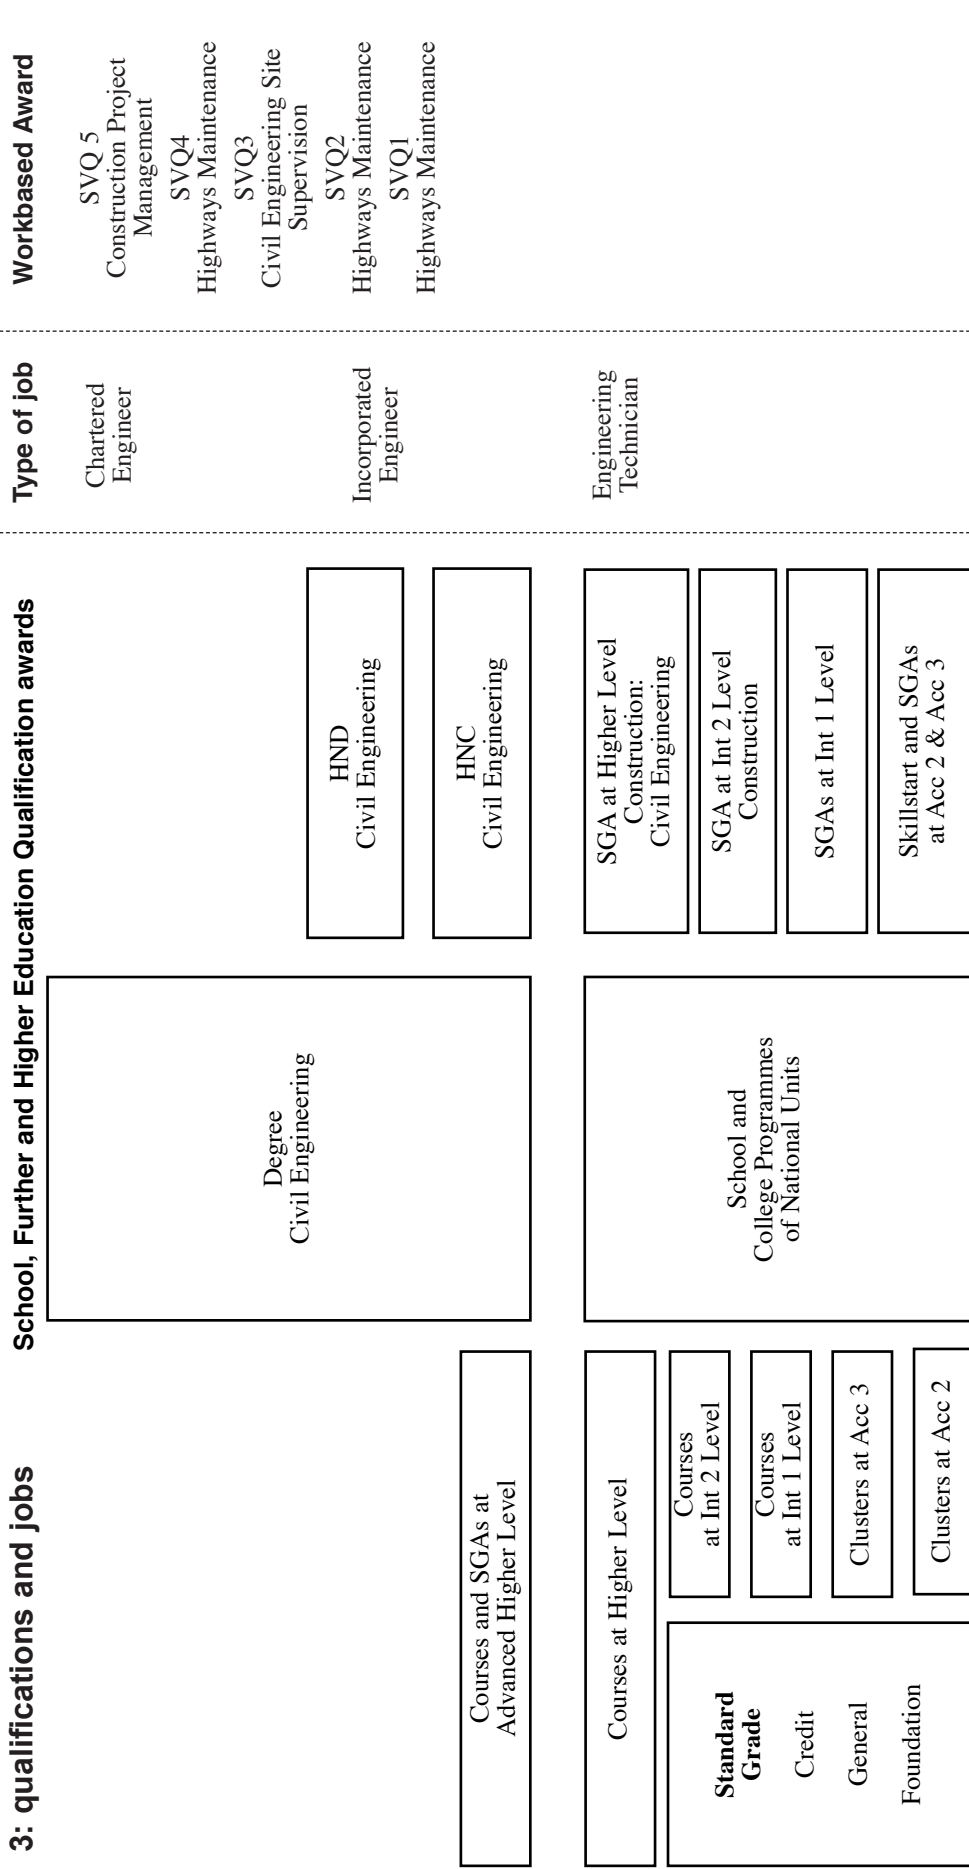 3: qualifications and jobs
School, Further and Higher Education Qualification awards
Type of job
Workbased Award
Courses and SGAs at
Advanced Higher Level
Courses at Higher Level
Standard
Grade
Credit
General
Foundation
Courses
at Int 2 Level
Courses
at Int 1 Level
Clusters at Acc 3
Clusters at Acc 2
Degree
Civil Engineering
School and
College Programmes
of National Units
HND
Civil Engineering
HNC
Civil Engineering
SGA at Higher Level
Construction:
Civil Engineering
SGA at Int 2 Level
Construction
SGAs at Int 1 Level
Skillstart and SGAs
at Acc 2 & Acc 3
Chartered
Engineer
Incorporated
Engineer
Engineering
Technician
SVQ 5
Construction Project
Management
SVQ4
Highways Maintenance
SVQ3
Civil Engineering Site
Supervision
SVQ2
Highways Maintenance
SVQ1
Highways Maintenance